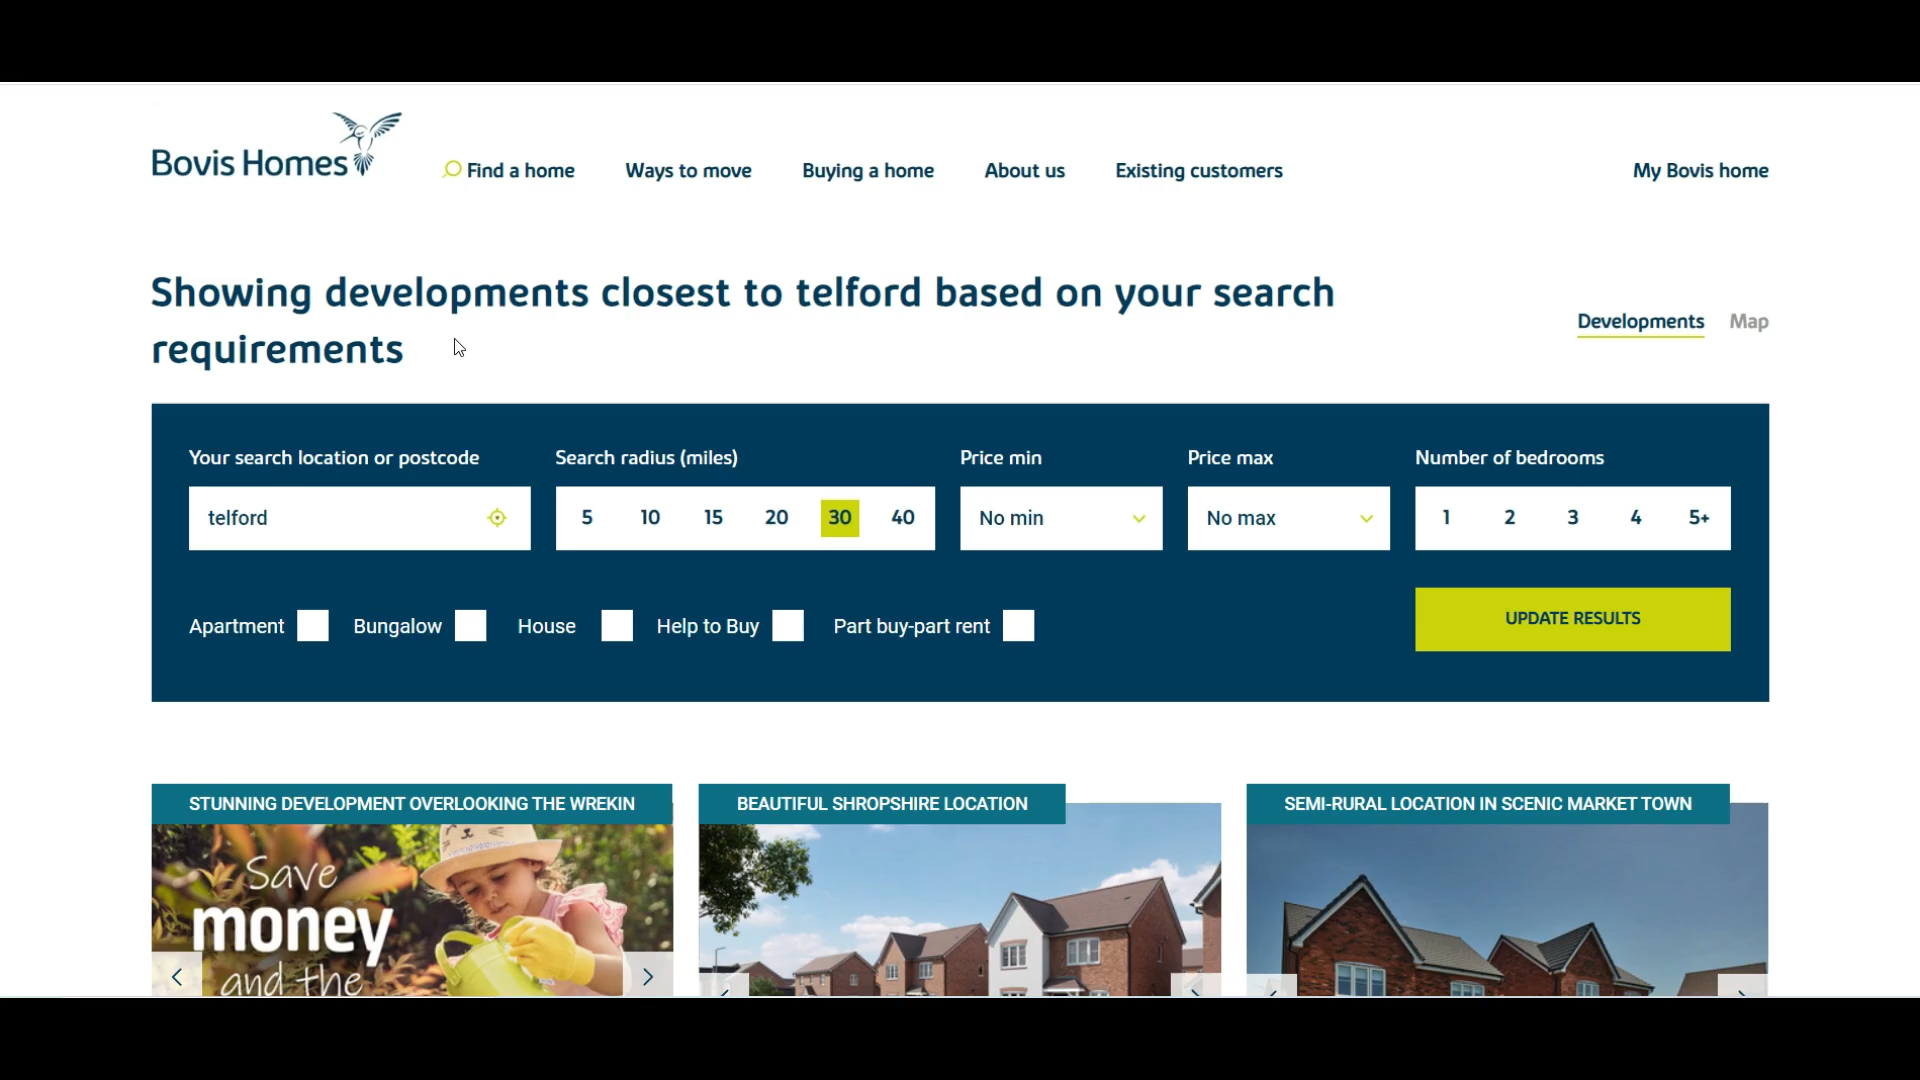 Bovis Homes
Find a home
Ways to move
Buying a home
About us
Existing customers
My Bovis home
Showing developments closest to telford based on your search
requirements
Developments
Map
Your search location or postcode
Search radius (miles)
Price min
Price max
Number of bedrooms
telford
5 10 15 20 30 40
No min
No max
1 2 3 4 5+
Apartment
Bungalow
House
Help to Buy
Part buy-part rent
UPDATE RESULTS
STUNNING DEVELOPMENT OVERLOOKING THE WREKIN
BEAUTIFUL SHROPSHIRE LOCATION
SEMI-RURAL LOCATION IN SCENIC MARKET TOWN
Save
money
and the